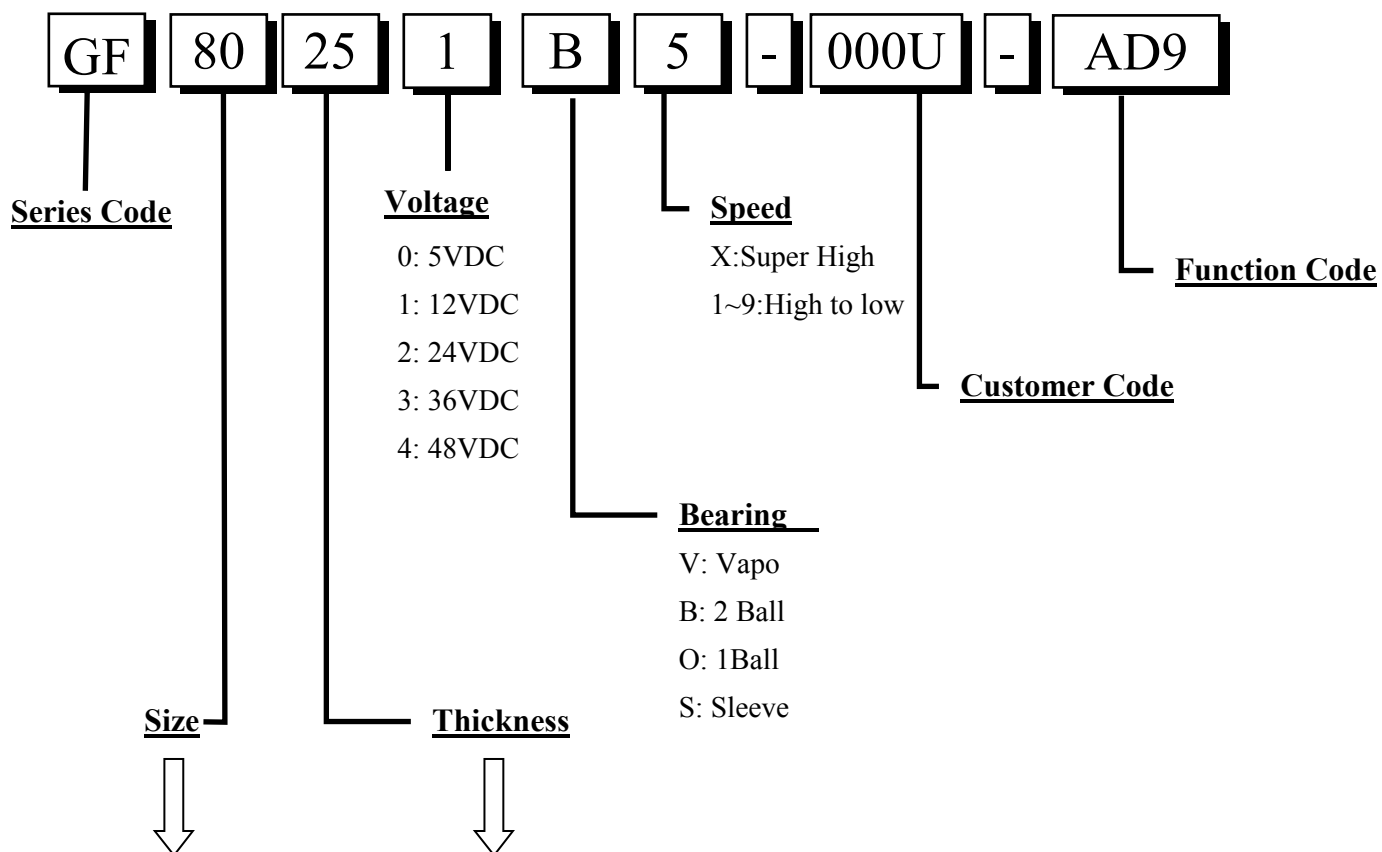 GF 80 25 1 B 5 - 000U - AD9
Series Code
Voltage
0: 5VDC
1: 12VDC
2: 24VDC
3: 36VDC
4: 48VDC
Speed
X:Super High
1~9:High to low
Function Code
Customer Code
Bearing
V: Vapo
B: 2 Ball
O: 1Ball
S: Sleeve
Size
Thickness